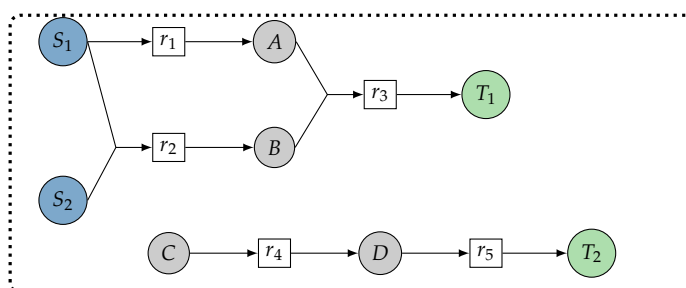 S₁ r₁ A
r₃ T₁
r₂ B
S₂
C r₄ D r₅ T₂